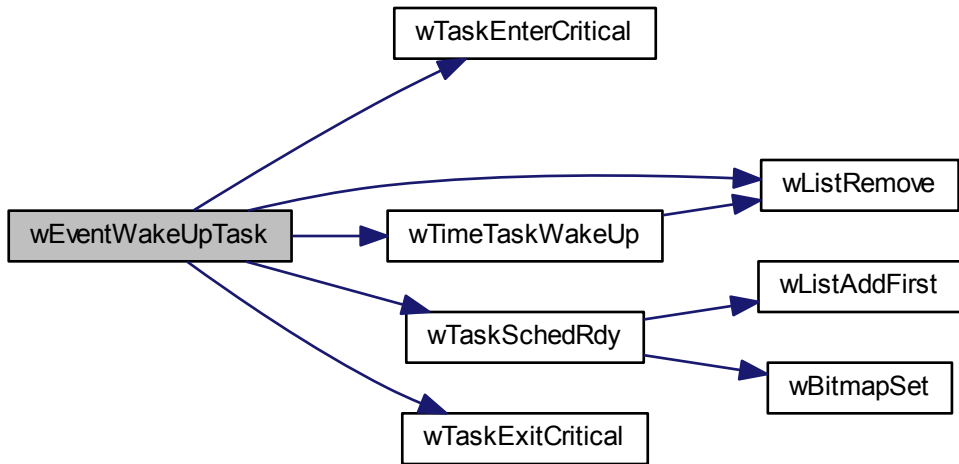 wTaskEnterCritical
wListRemove
wEventWakeUpTask
wTimeTaskWakeUp
wListAddFirst
wTaskSchedRdy
wBitmapSet
wTaskExitCritical